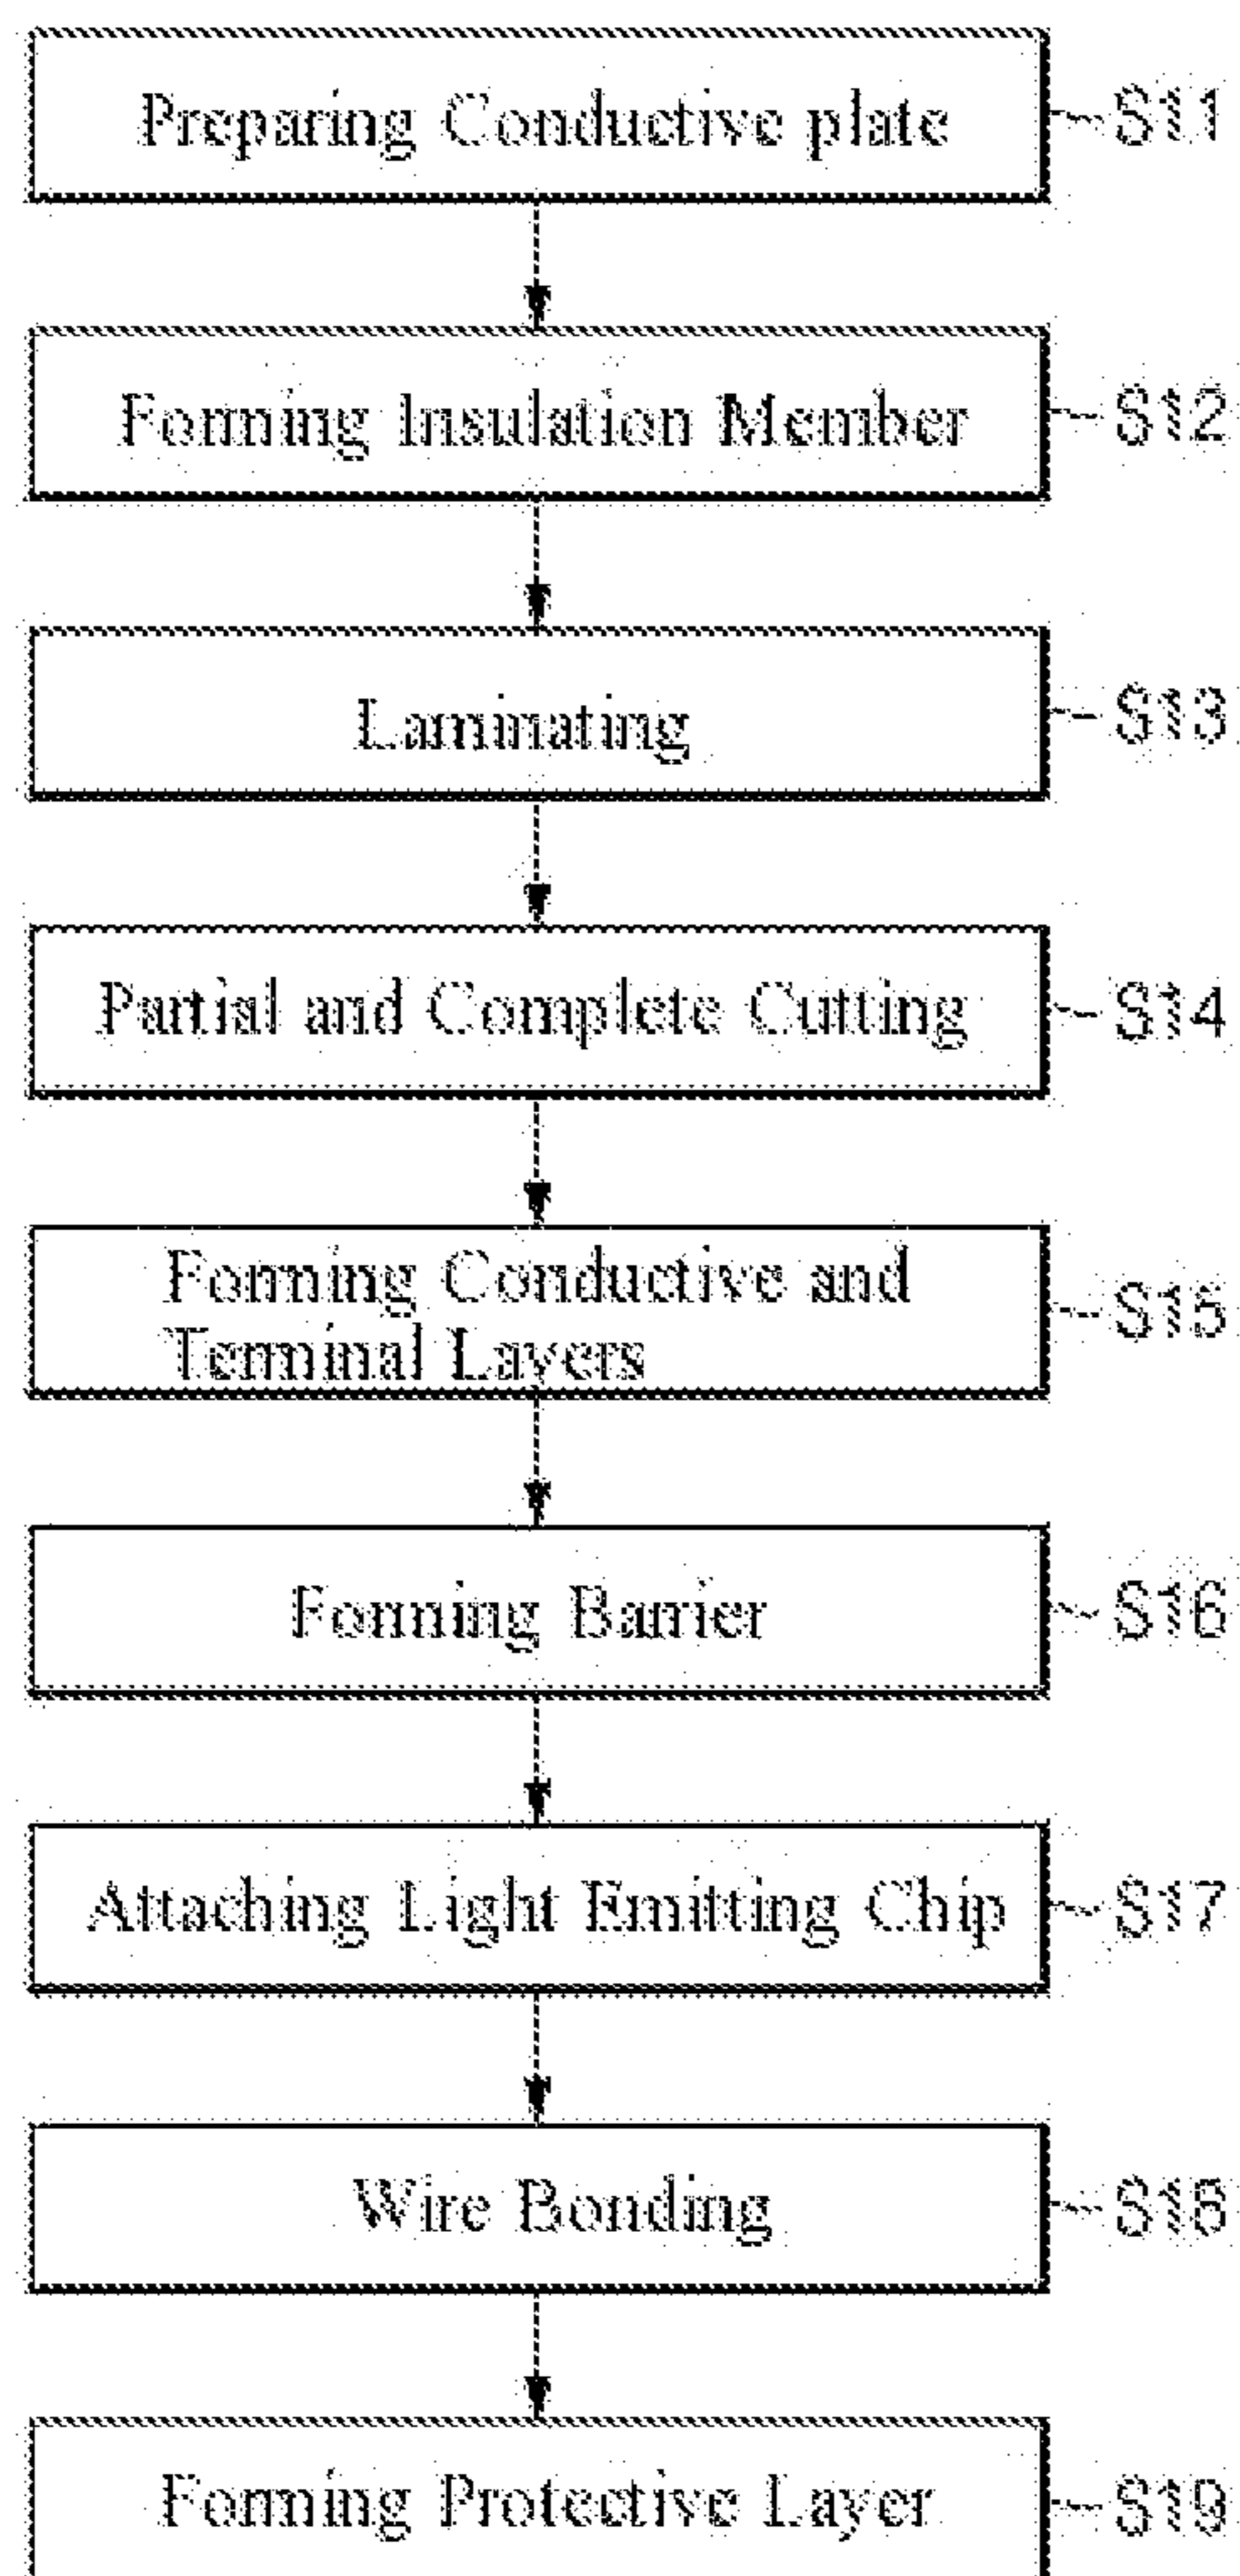 Preparing Conductive plate S11
Forming Insulation Member S12
Laminating S13
Partial and Complete Cutting S14
Forming Conductive and S15
Terminal Layers
Forming Barrier S16
Attaching Light Emitting Chip S17
Wire Bonding S18
Forming Protective Layer S19